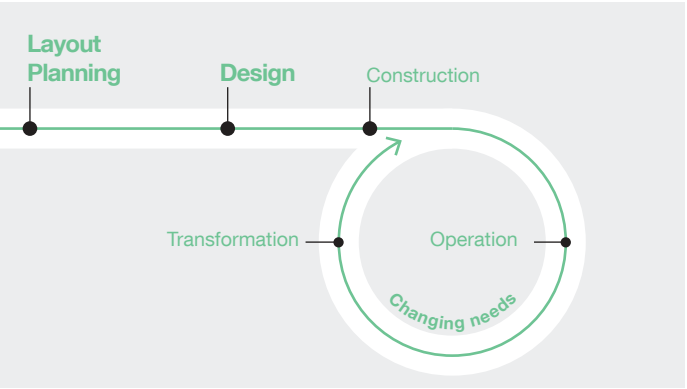 Layout
Planning
Design
Construction
Transformation
Operation
Changing needs